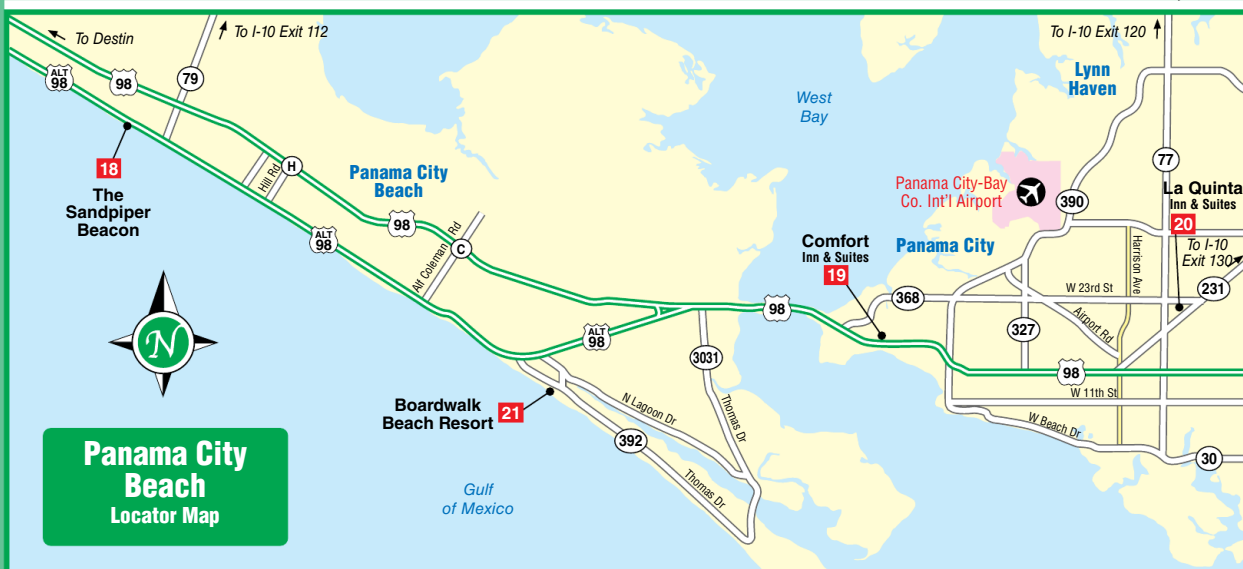 To Destin
To I-10 Exit 112
To I-10 Exit 120
ALT
98
98
79
Lynn
Haven
West
Bay
18
The
Sandpiper
Beacon
Hill Rd
H
Panama City
Beach
98
ALT
98
Alf Coleman Rd
C
Panama City-Bay
Co. Int'l Airport
390
77
La Quinta
Inn & Suites
20
To I-10
Exit 130
231
Panama City
Comfort
Inn & Suites
19
368
W 23rd St
Harrison Ave
Airport Rd
327
98
ALT
98
3031
98
W 11th St
N
Boardwalk
Beach Resort
21
N Lagoon Dr
Thomas Dr
392
Thomas Dr
W Beach Dr
30
Gulf
of Mexico
Panama City
Beach
Locator Map